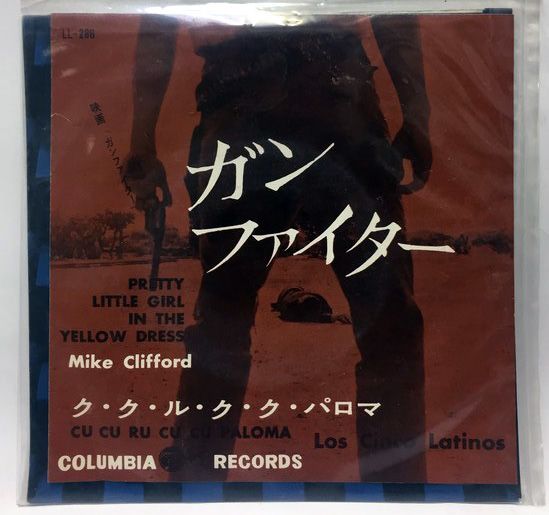 LL-286
映画 ガンファイター
ガン
ファイター
PRETTY
LITTLE GIRL
IN THE
YELLOW DRESS
Mike Clifford
ク・ク・ル・ク・ク・パロマ
CU CU RU CU CU PALOMA
Los Cinco Latinos
COLUMBIA RECORDS